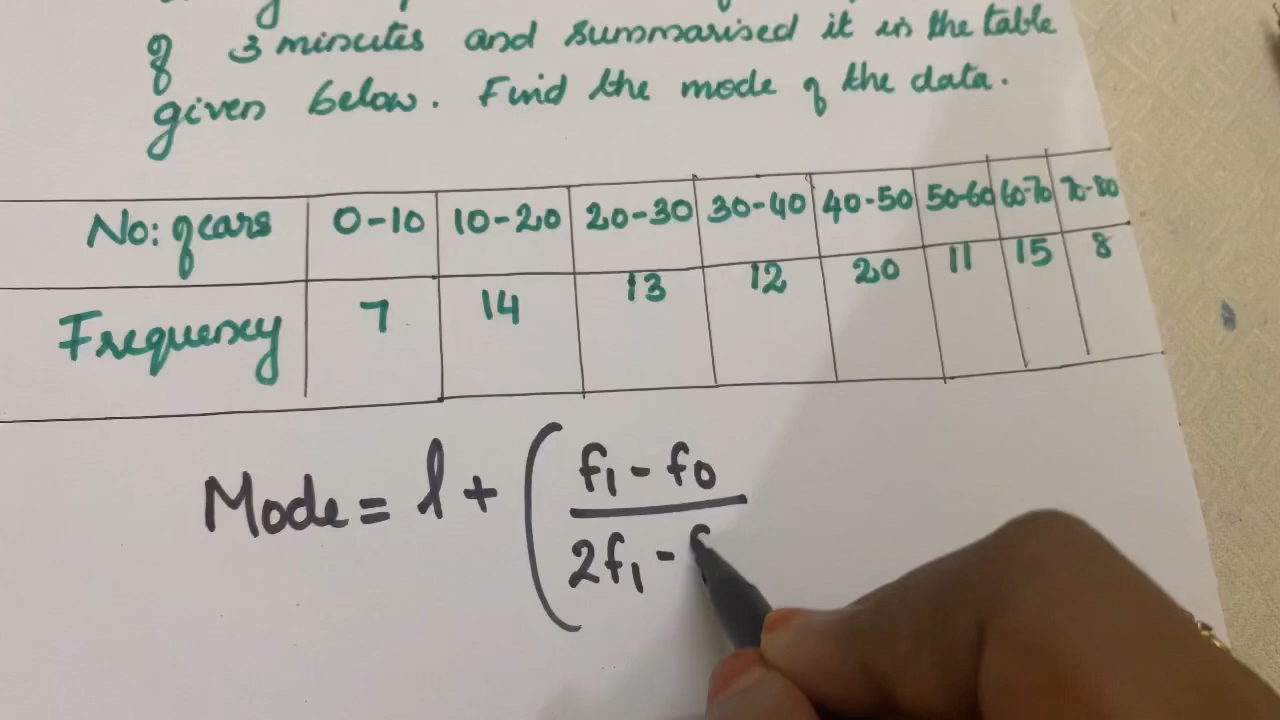 of 3 minutes and summarised it in the table
given below. Find the mode of the data.
No: of cars 0-10 10-20 20-30 30-40 40-50 50-60 60-70 70-80
Frequency 7 14 13 12 20 11 15 8
Mode = l + ( f₁ - f₀
2f₁ -